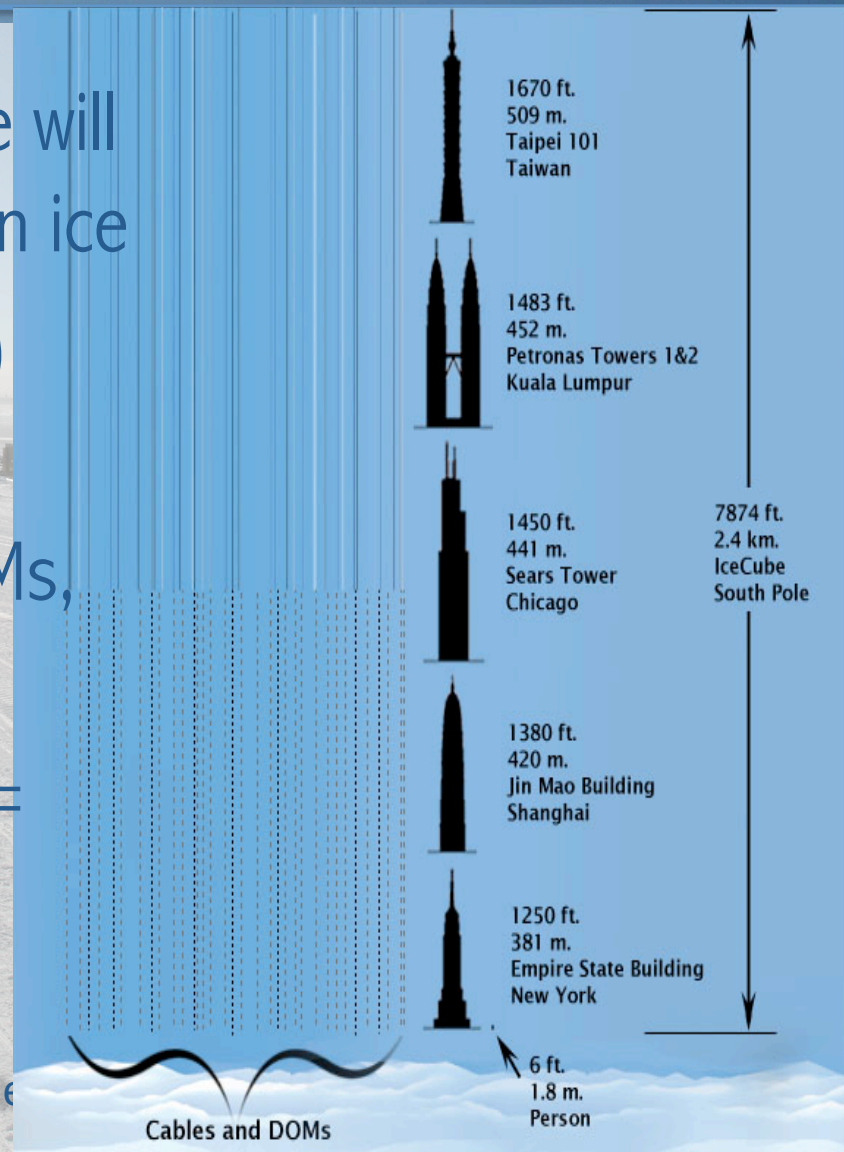 e will
n ice
)
Ms,
=
e
1670 ft.
509 m.
Taipei 101
Taiwan
1483 ft.
452 m.
Petronas Towers 1&2
Kuala Lumpur
1450 ft.
441 m.
Sears Tower
Chicago
7874 ft.
2.4 km.
IceCube
South Pole
1380 ft.
420 m.
Jin Mao Building
Shanghai
1250 ft.
381 m.
Empire State Building
New York
6 ft.
1.8 m.
Person
Cables and DOMs